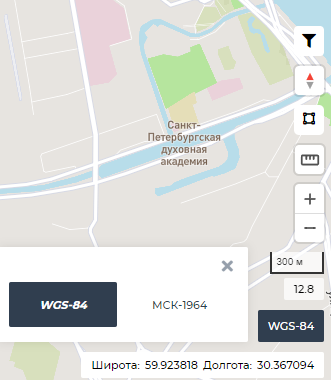 Санкт-
Петербургская
духовная
академия
300 м
12.8
WGS-84 МСК-1964
WGS-84
Широта: 59.923818 Долгота: 30.367094